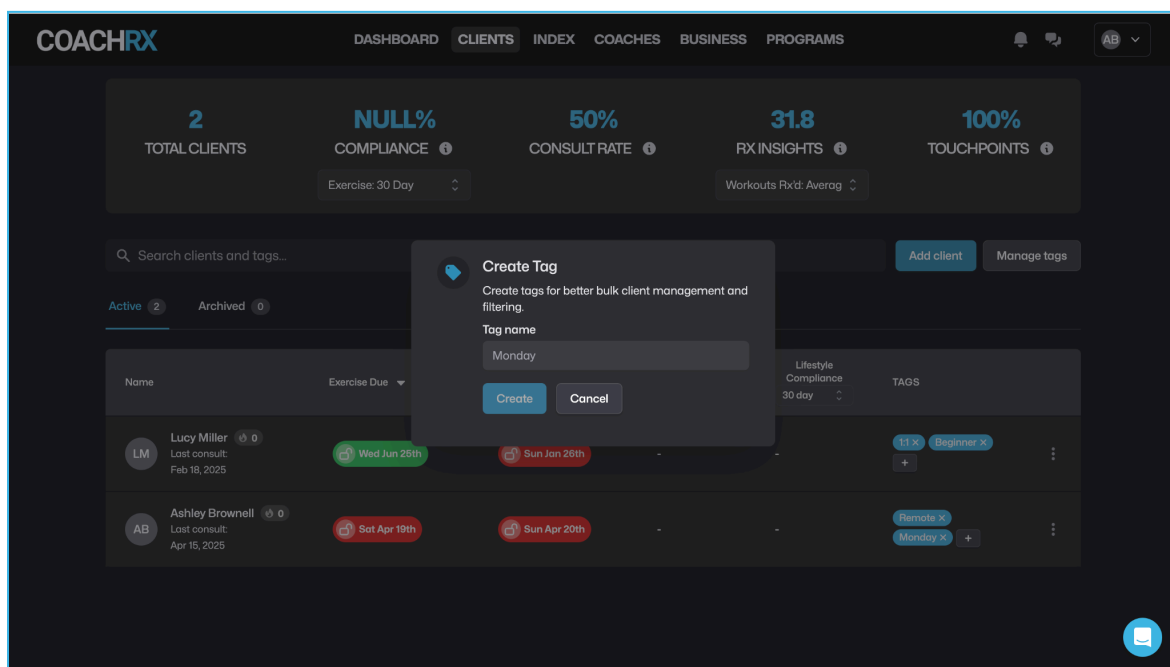 COACHRX
DASHBOARD CLIENTS INDEX COACHES BUSINESS PROGRAMS
AB
2 NULL% 50% 31.8 100%
TOTAL CLIENTS COMPLIANCE CONSULT RATE RX INSIGHTS TOUCHPOINTS
Exercise: 30 Day Workouts Rx'd: Averag
Search clients and tags...
Add client Manage tags
Active 2 Archived 0
Create Tag
Create tags for better bulk client management and
filtering.
Tag name
Monday
Create Cancel
Name Exercise Due
Lifestyle
Compliance
30 day
TAGS
LM
Lucy Miller 0
Last consult:
Feb 18, 2025
Wed Jun 25th Sun Jan 26th - -
1:1 × Beginner ×
+
AB
Ashley Brownell 0
Last consult:
Apr 15, 2025
Sat Apr 19th Sun Apr 20th - -
Remote ×
Monday × +